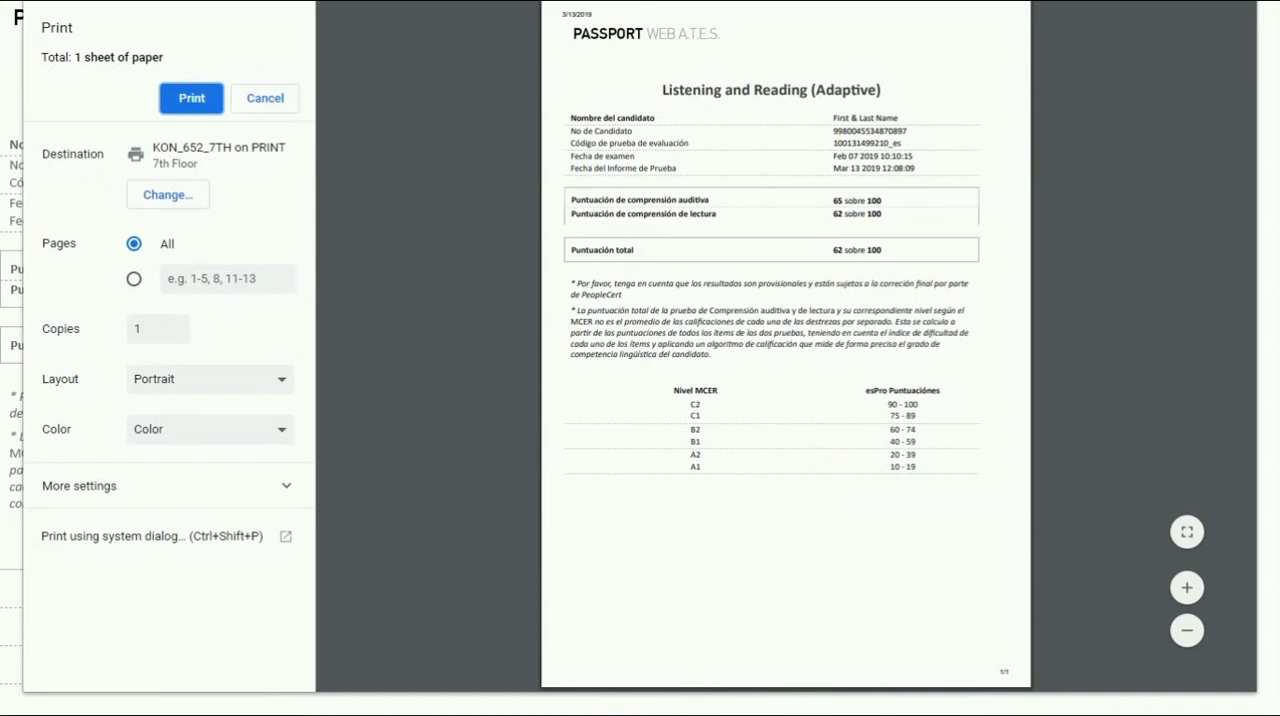 Print
Total: 1 sheet of paper
Print
Cancel
Destination
KON_652_7TH on PRINT
7th Floor
Change...
Pages
All
e.g. 1-5, 8, 11-13
Copies
1
Layout
Portrait
Color
Color
More settings
Print using system dialog... (Ctrl+Shift+P)
3/13/2019
PASSPORT WEB A.T.E.S.
Listening and Reading (Adaptive)
Nombre del candidato First & Last Name
No de Candidato 9980045534870897
Código de prueba de evaluación 100131499210_es
Fecha de examen Feb 07 2019 10:10:15
Fecha del Informe de Prueba Mar 13 2019 12:08:09
Puntuación de comprensión auditiva 65 sobre 100
Puntuación de comprensión de lectura 62 sobre 100
Puntuación total 62 sobre 100
* Por favor, tenga en cuenta que los resultados son provisionales y están sujetos a la correción final por parte
de PeopleCert
* La puntuación total de la prueba de Comprensión auditiva y de lectura y su correspondiente nivel según el
MCER no es el promedio de las calificaciones de cada una de las destrezas por separado. Esta se calcula a
partir de las puntuaciones de todos los ítems de las dos pruebas, teniendo en cuenta el índice de dificultad de
cada uno de los ítems y aplicando un algoritmo de calificación que mide de forma precisa el grado de
competencia lingüística del candidato.
Nivel MCER esPro Puntuaciónes
C2 90 - 100
C1 75 - 89
B2 60 - 74
B1 40 - 59
A2 20 - 39
A1 10 - 19
1/1